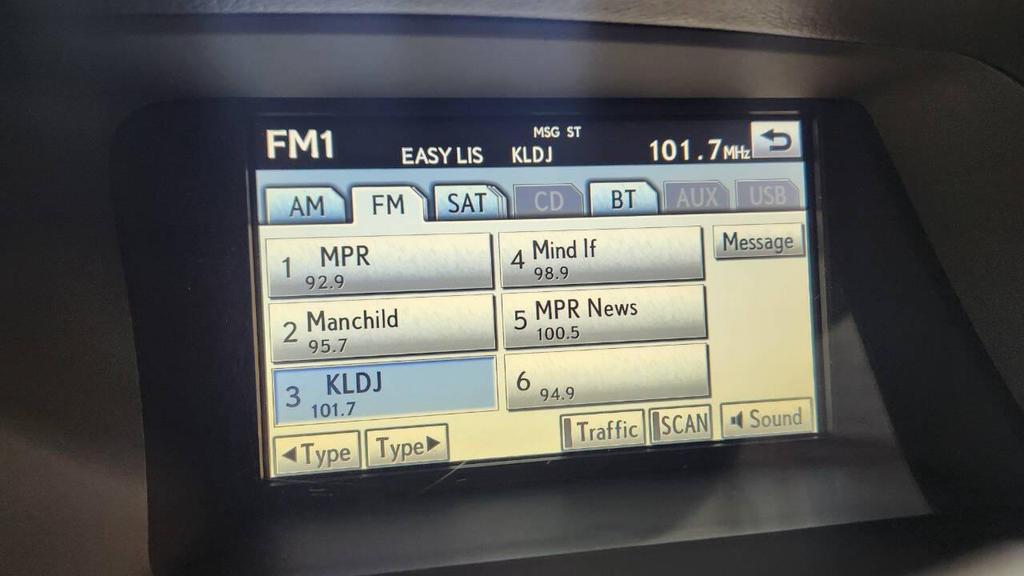 MSG ST
FM1 EASY LIS KLDJ 101.7MHz
AM FM SAT CD BT AUX USB
1 MPR
92.9
4 Mind If
98.9
Message
2 Manchild
95.7
5 MPR News
100.5
3 KLDJ
101.7
6
94.9
Type Type Traffic SCAN Sound